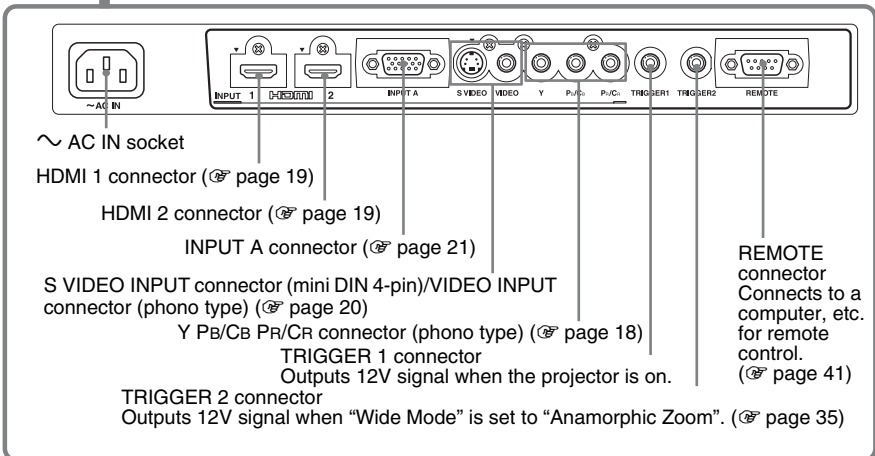 ~AC IN
INPUT 1 HDMI 2
INPUT A
S VIDEO VIDEO
Y PB/CB PR/CR
TRIGGER1 TRIGGER2 REMOTE
~ AC IN socket
HDMI 1 connector (☞ page 19)
HDMI 2 connector (☞ page 19)
INPUT A connector (☞ page 21)
S VIDEO INPUT connector (mini DIN 4-pin)/VIDEO INPUT
connector (phono type) (☞ page 20)
Y PB/CB PR/CR connector (phono type) (☞ page 18)
TRIGGER 1 connector
Outputs 12V signal when the projector is on.
TRIGGER 2 connector
Outputs 12V signal when “Wide Mode” is set to “Anamorphic Zoom”. (☞ page 35)
REMOTE
connector
Connects to a
computer, etc.
for remote
control.
(☞ page 41)